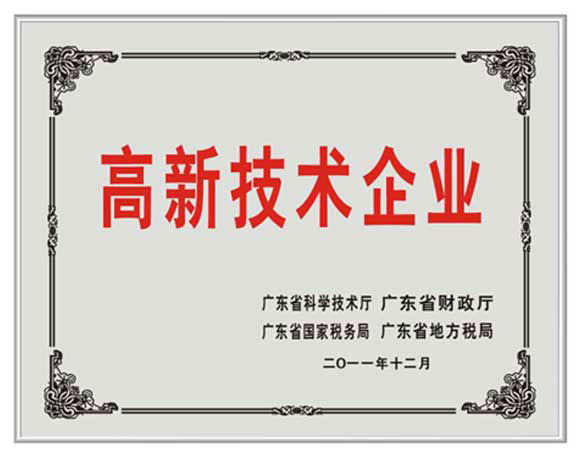 高新技术企业
广东省科学技术厅 广东省财政厅
广东省国家税务局 广东省地方税局
二〇一一年十二月